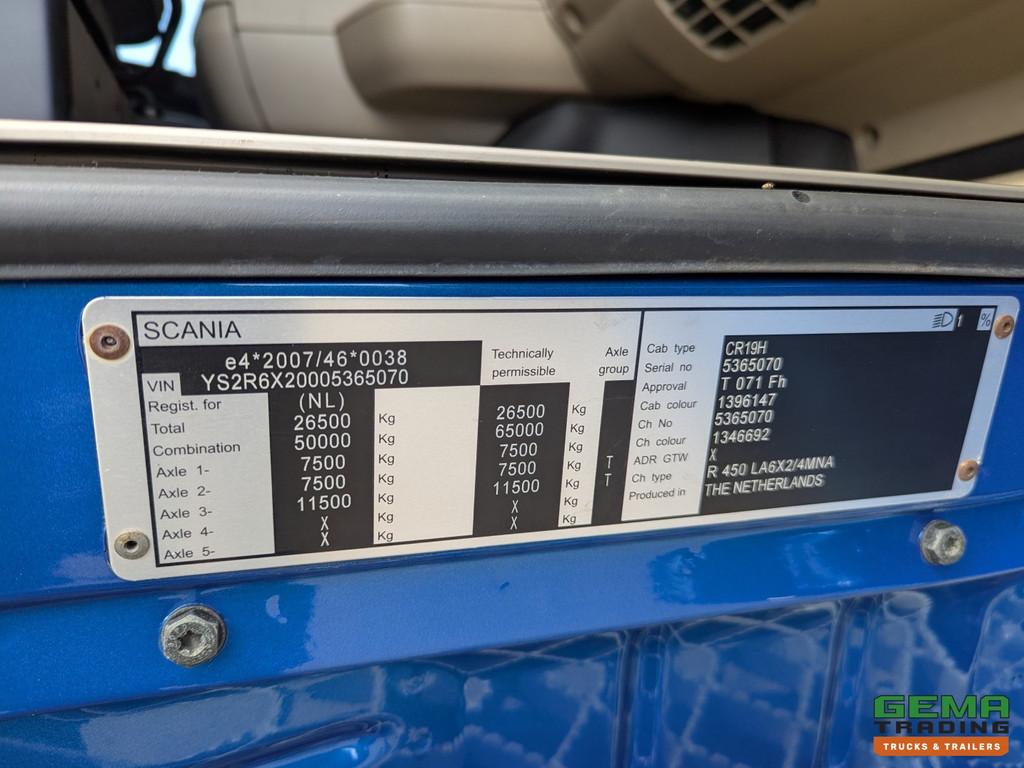 SCANIA
e4*2007/46*0038
VIN YS2R6X20005365070
Technically permissible
Axle group
Regist. for (NL)
Total 26500 Kg 26500 Kg
Combination 50000 Kg 65000 Kg
Axle 1- 7500 Kg 7500 Kg
Axle 2- 7500 Kg 7500 Kg T
Axle 3- 11500 Kg 11500 Kg T
Axle 4- X Kg X Kg
Axle 5- X Kg X Kg
1 %
Cab type CR19H
Serial no 5365070
Approval T 071 Fh
Cab colour 1396147
Ch No 5365070
Ch colour 1346692
ADR GTW X
Ch type R 450 LA6X2/4MNA
Produced in THE NETHERLANDS
GEMA
TRADING
TRUCKS & TRAILERS